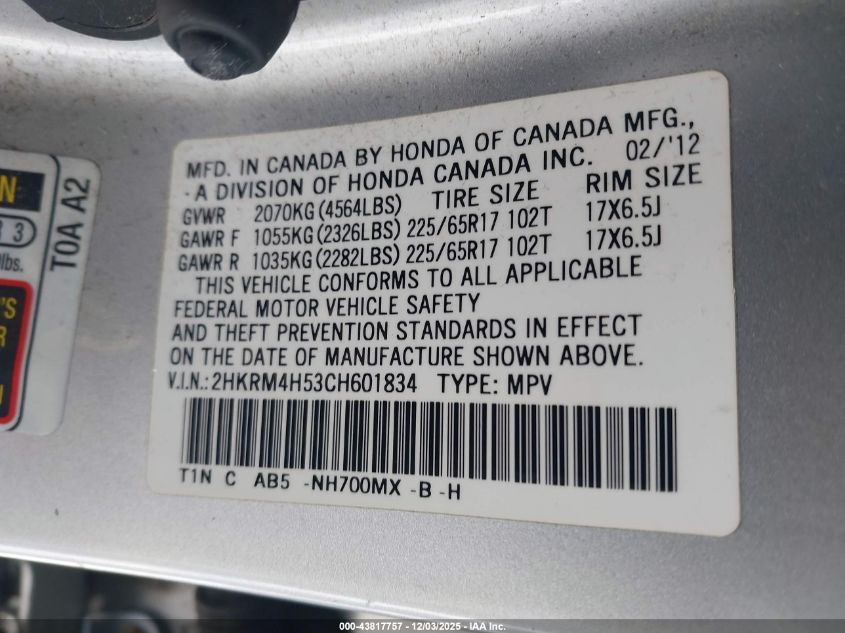 MFD. IN CANADA BY HONDA OF CANADA MFG.,
- A DIVISION OF HONDA CANADA INC. 02/'12
GVWR 2070KG (4564LBS) TIRE SIZE RIM SIZE
GAWR F 1055KG (2326LBS) 225/65R17 102T 17X6.5J
GAWR R 1035KG (2282LBS) 225/65R17 102T 17X6.5J
THIS VEHICLE CONFORMS TO ALL APPLICABLE
FEDERAL MOTOR VEHICLE SAFETY
AND THEFT PREVENTION STANDARDS IN EFFECT
ON THE DATE OF MANUFACTURE SHOWN ABOVE.
V.I.N.: 2HKRM4H53CH601834 TYPE: MPV
T1N C AB5 -NH700MX -B -H
N
3
lbs.
'S
R
N
T0A A2
000-43817757 - 12/03/2025 - IAA Inc.